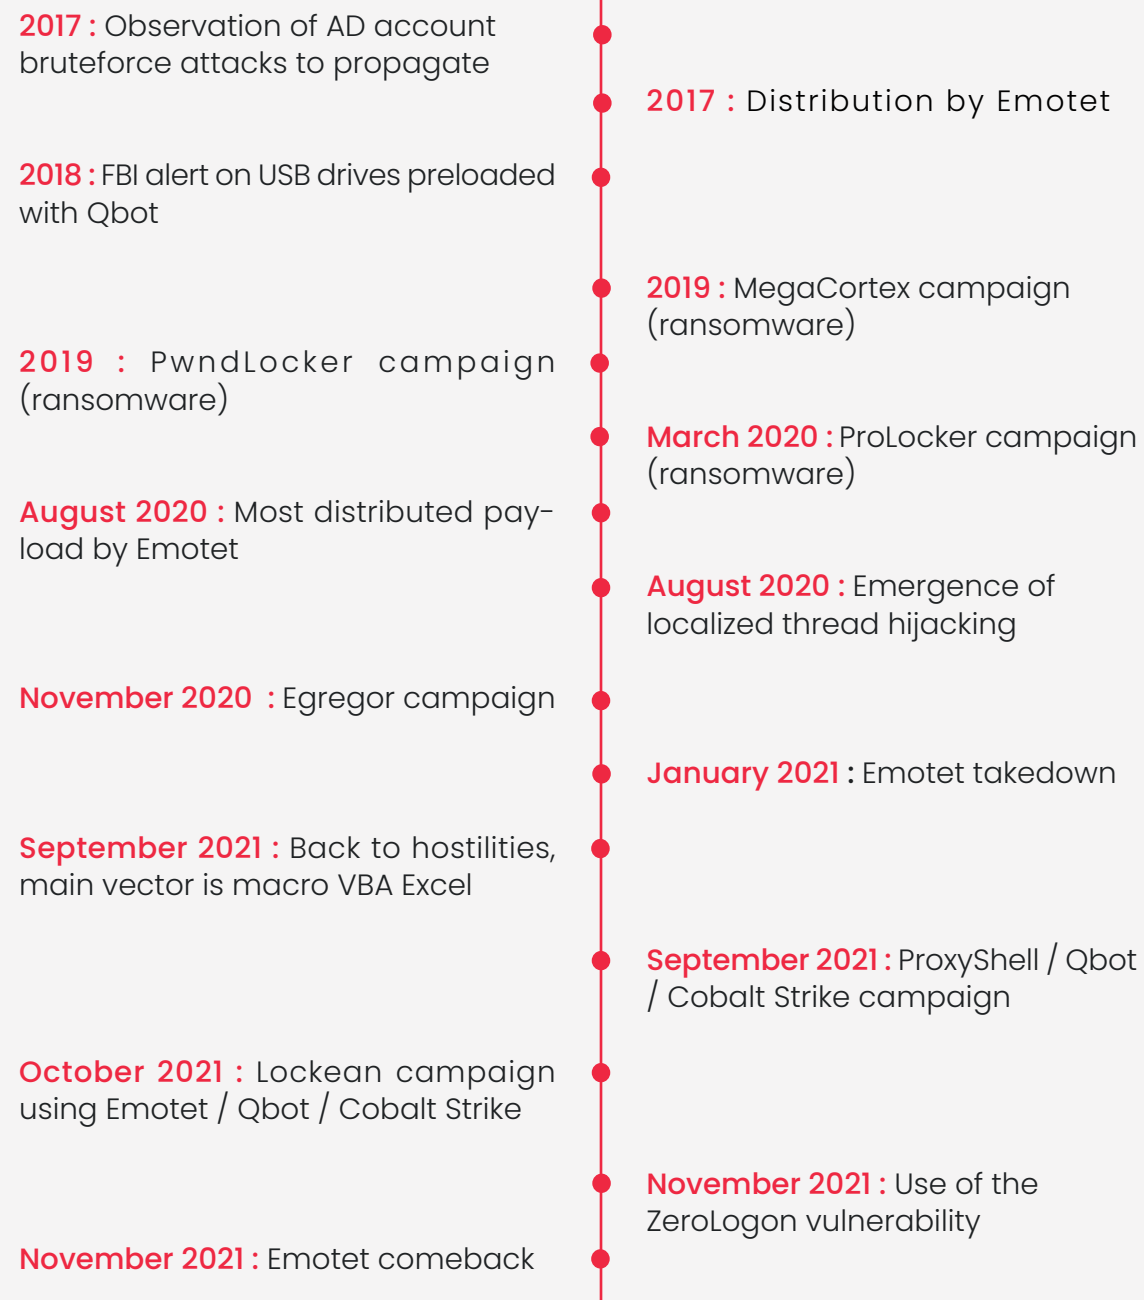 2017 : Observation of AD account
bruteforce attacks to propagate
2017 : Distribution by Emotet
2018 : FBI alert on USB drives preloaded
with Qbot
2019 : MegaCortex campaign
(ransomware)
2019 : PwndLocker campaign
(ransomware)
March 2020 : ProLocker campaign
(ransomware)
August 2020 : Most distributed pay-
load by Emotet
August 2020 : Emergence of
localized thread hijacking
November 2020 : Egregor campaign
January 2021 : Emotet takedown
September 2021 : Back to hostilities,
main vector is macro VBA Excel
September 2021 : ProxyShell / Qbot
/ Cobalt Strike campaign
October 2021 : Lockean campaign
using Emotet / Qbot / Cobalt Strike
November 2021 : Use of the
ZeroLogon vulnerability
November 2021 : Emotet comeback